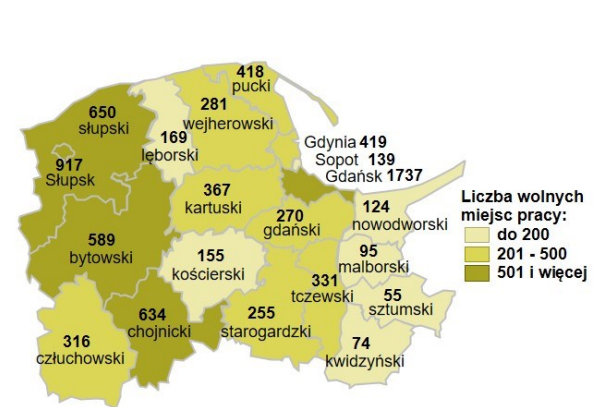 418
pucki
650
słupski
281
wejherowski
169
lęborski
Gdynia 419
Sopot 139
Gdańsk 1737
917
Słupsk
367
kartuski
270
gdański
124
nowodworski
589
bytowski
155
kościerski
95
malborski
331
tczewski
55
sztumski
634
chojnicki
255
starogardzki
316
człuchowski
74
kwidzyński
Liczba wolnych
miejsc pracy:
do 200
201 - 500
501 i więcej